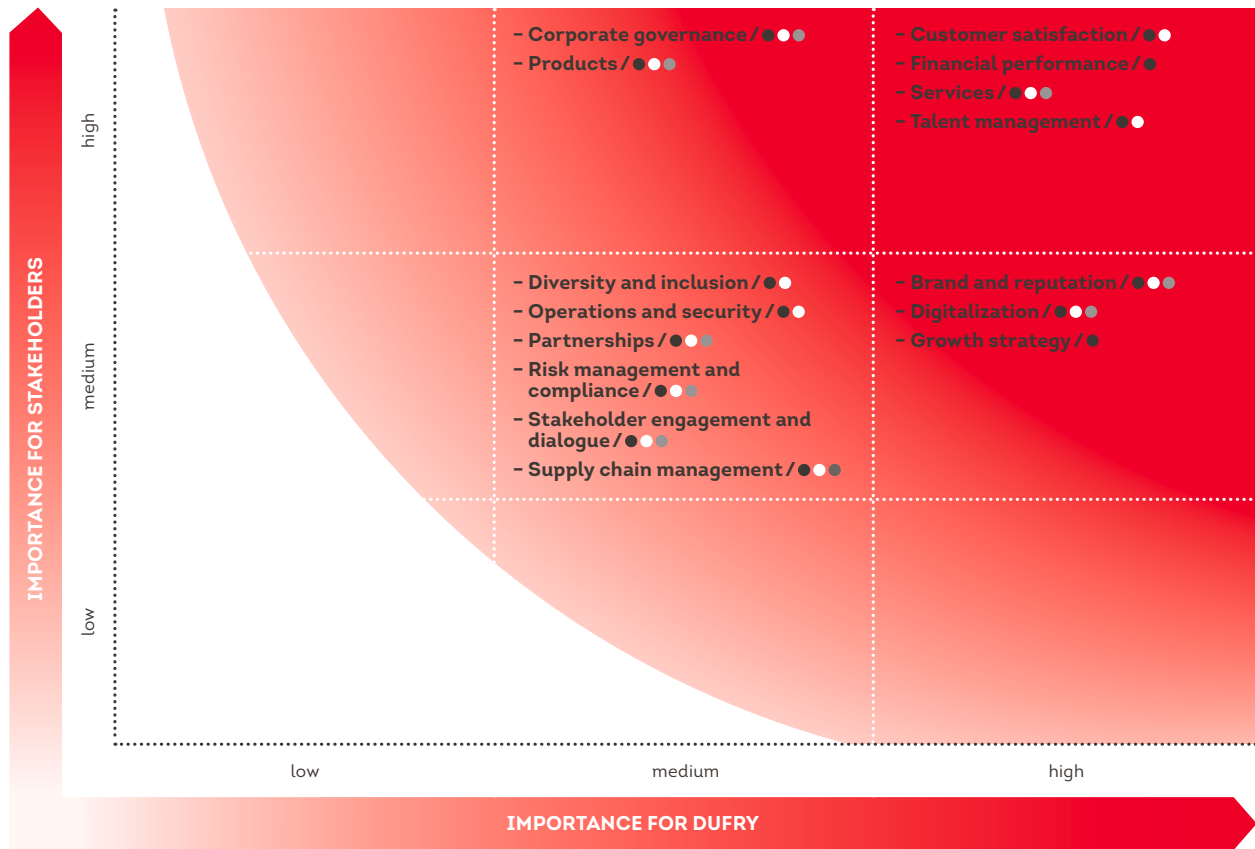 IMPORTANCE FOR STAKEHOLDERS
high
medium
low
– Corporate governance /
– Products /
– Customer satisfaction /
– Financial performance /
– Services /
– Talent management /
– Diversity and inclusion /
– Operations and security /
– Partnerships /
– Risk management and
compliance /
– Stakeholder engagement and
dialogue /
– Supply chain management /
– Brand and reputation /
– Digitalization /
– Growth strategy /
low
medium
high
IMPORTANCE FOR DUFRY